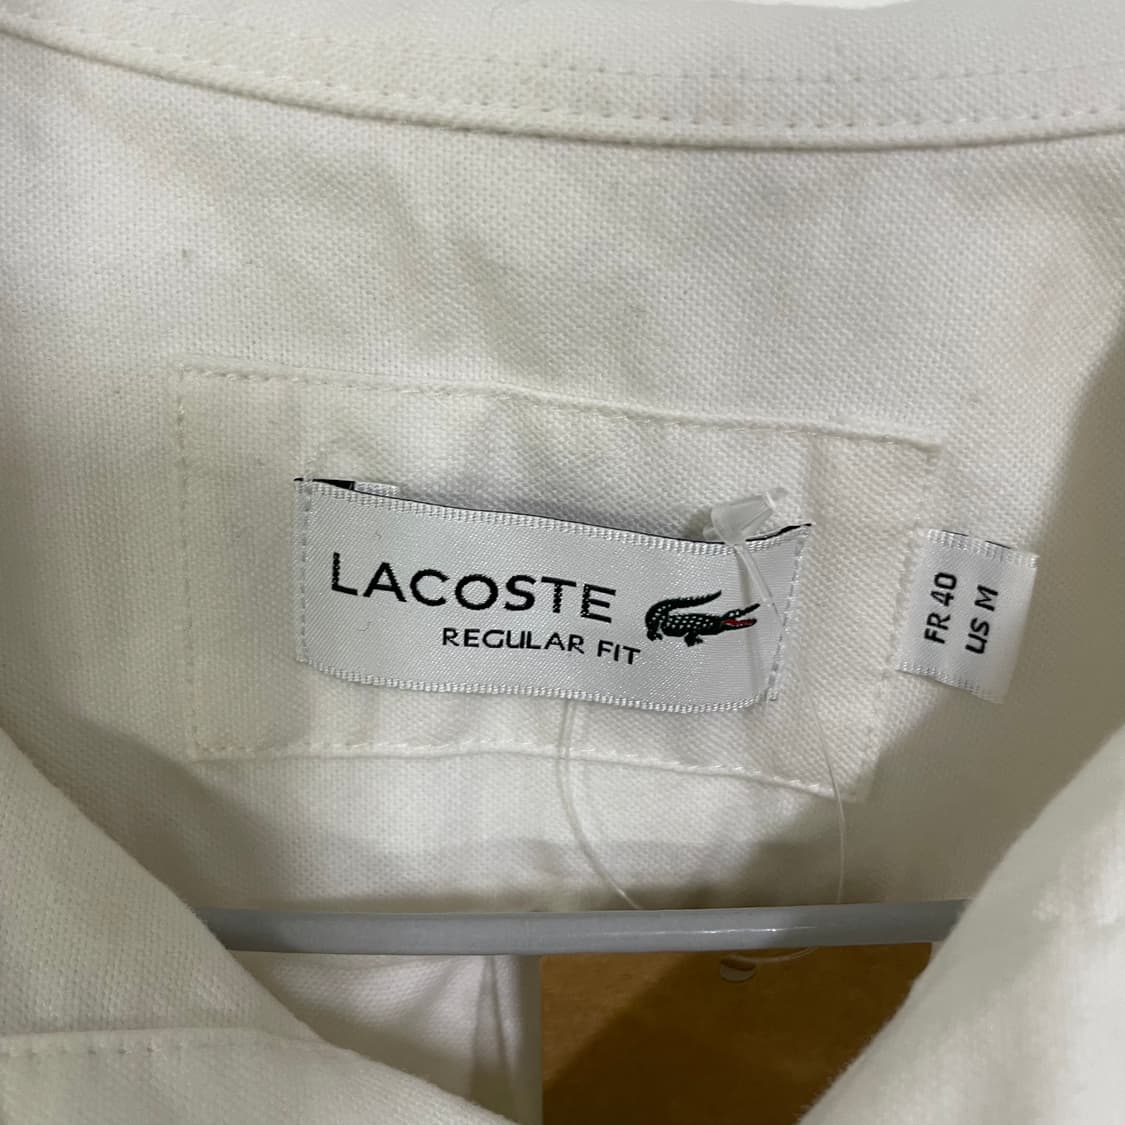 LACOSTE
REGULAR FIT
FR 40
US M